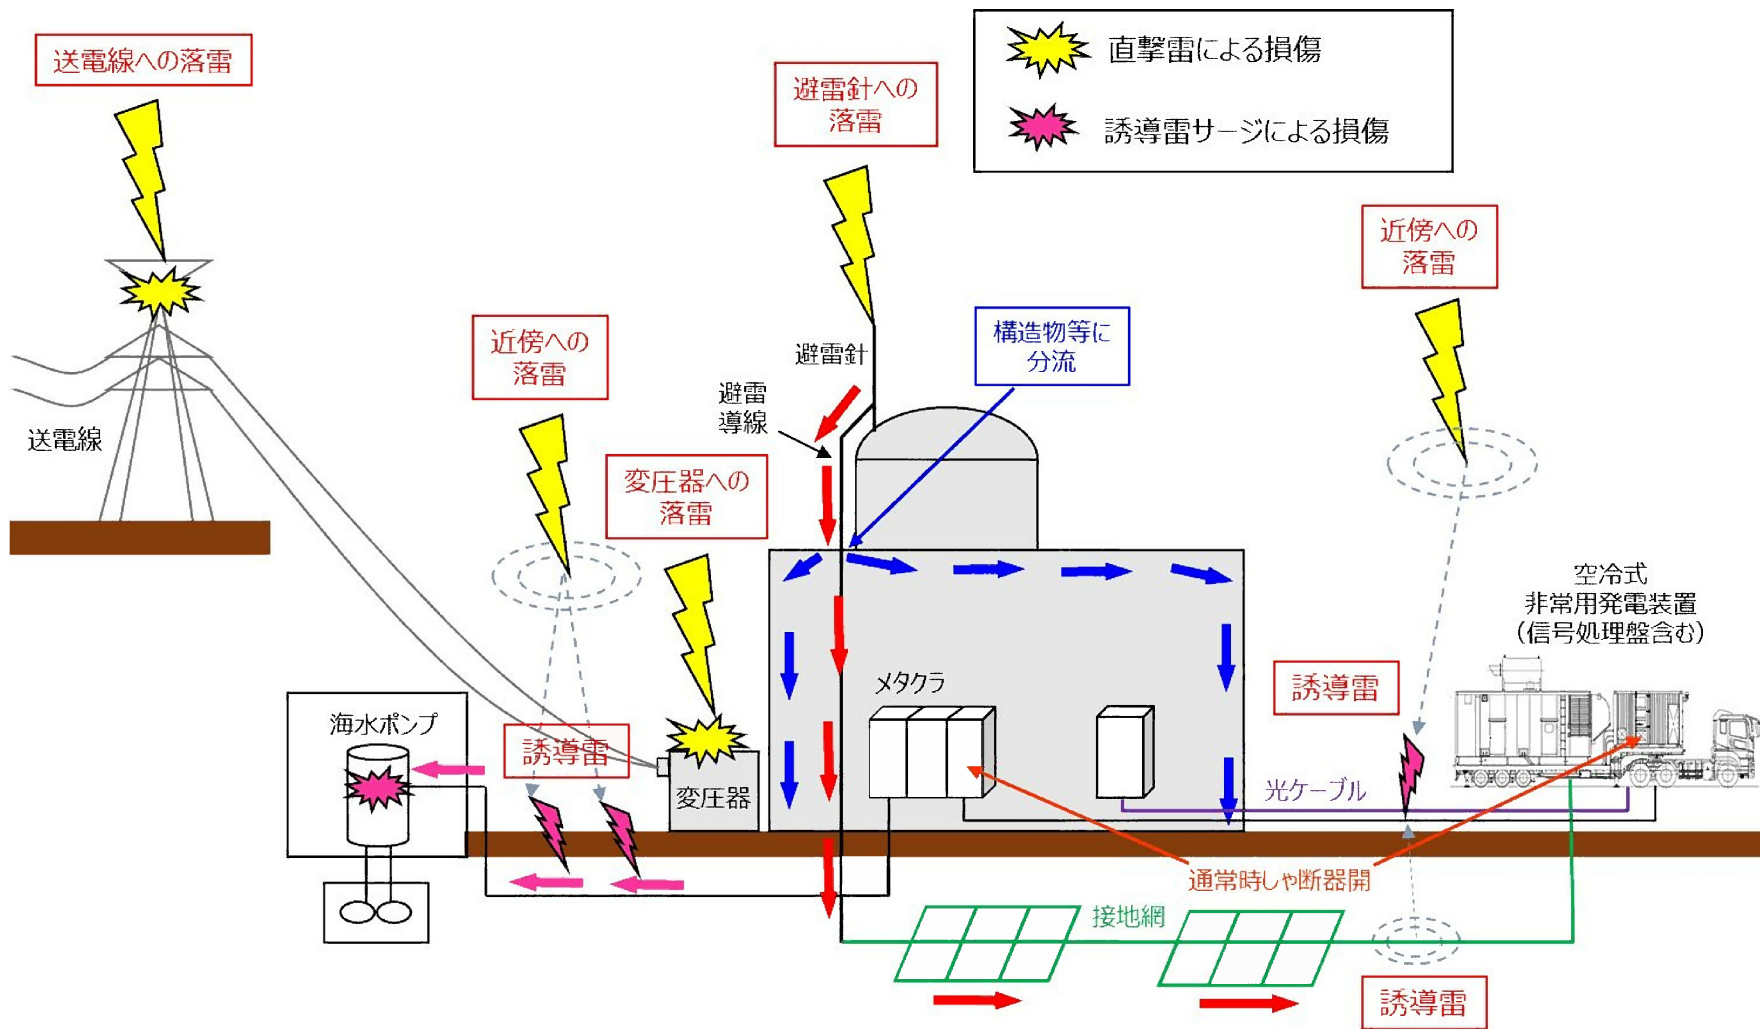 送電線への落雷
避雷針への
落雷
直撃雷による損傷
誘導雷サージによる損傷
近傍への
落雷
近傍への
落雷
避雷針
構造物等に
分流
避雷
導線
送電線
変圧器への
落雷
空冷式
非常用発電装置
（信号処理盤含む）
誘導雷
メタクラ
海水ポンプ
誘導雷
変圧器
光ケーブル
通常時しゃ断器開
接地網
誘導雷